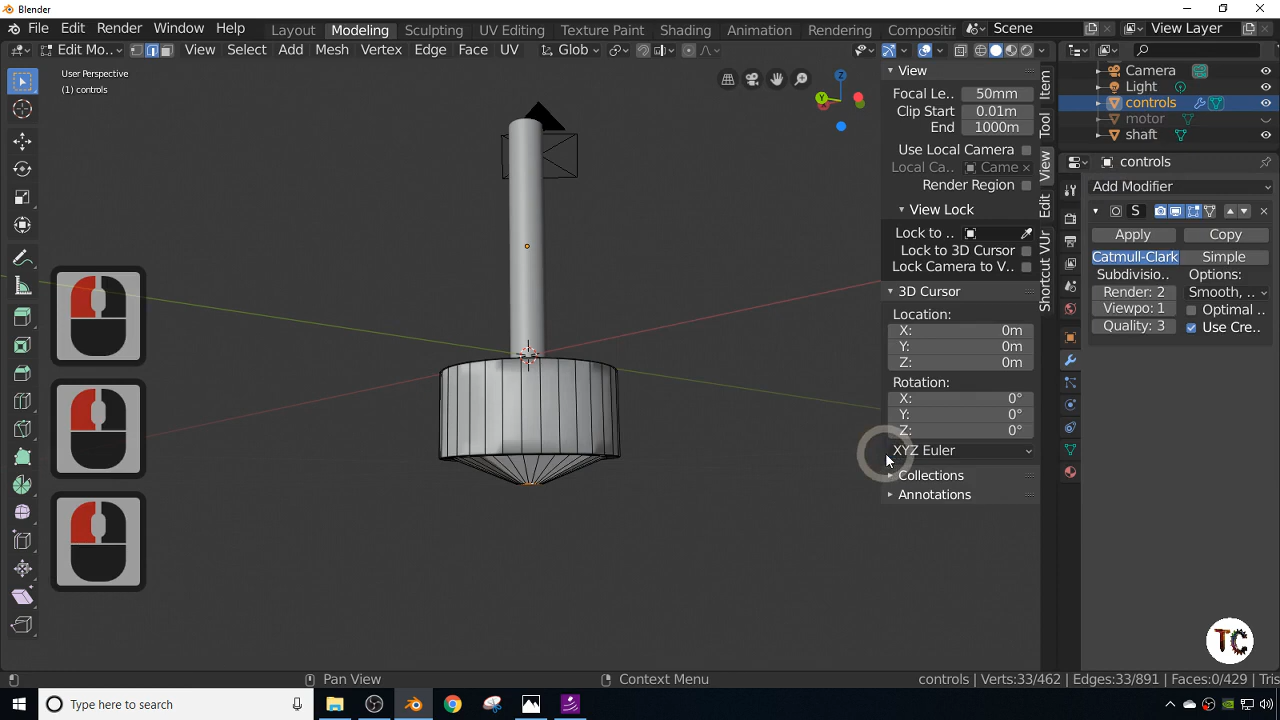 Blender
File Edit Render Window Help Layout Modeling Sculpting UV Editing Texture Paint Shading Animation Rendering Compositin Scene View Layer
Edit Mo... View Select Add Mesh Vertex Edge Face UV Glob
User Perspective
(1) controls
Z
Y
View
Focal Le.. 50mm
Clip Start 0.01m
End 1000m
Use Local Camera
Local Ca.. Came
Render Region
View Lock
Lock to ..
Lock to 3D Cursor
Lock Camera to V..
3D Cursor
Location:
X: 0m
Y: 0m
Z: 0m
Rotation:
X: 0°
Y: 0°
Z: 0°
XYZ Euler
Collections
Annotations
Item
Tool
View
Edit
Shortcut VUr
Camera
Light
controls
motor
shaft
controls
Add Modifier
S
Apply Copy
Catmull-Clark Simple
Subdivisio.. Options:
Render: 2 Smooth, ..
Viewpo: 1 Optimal ..
Quality: 3 Use Cre..
TC
Pan View Context Menu controls | Verts:33/462 | Edges:33/891 | Faces:0/429 | Tris
Type here to search